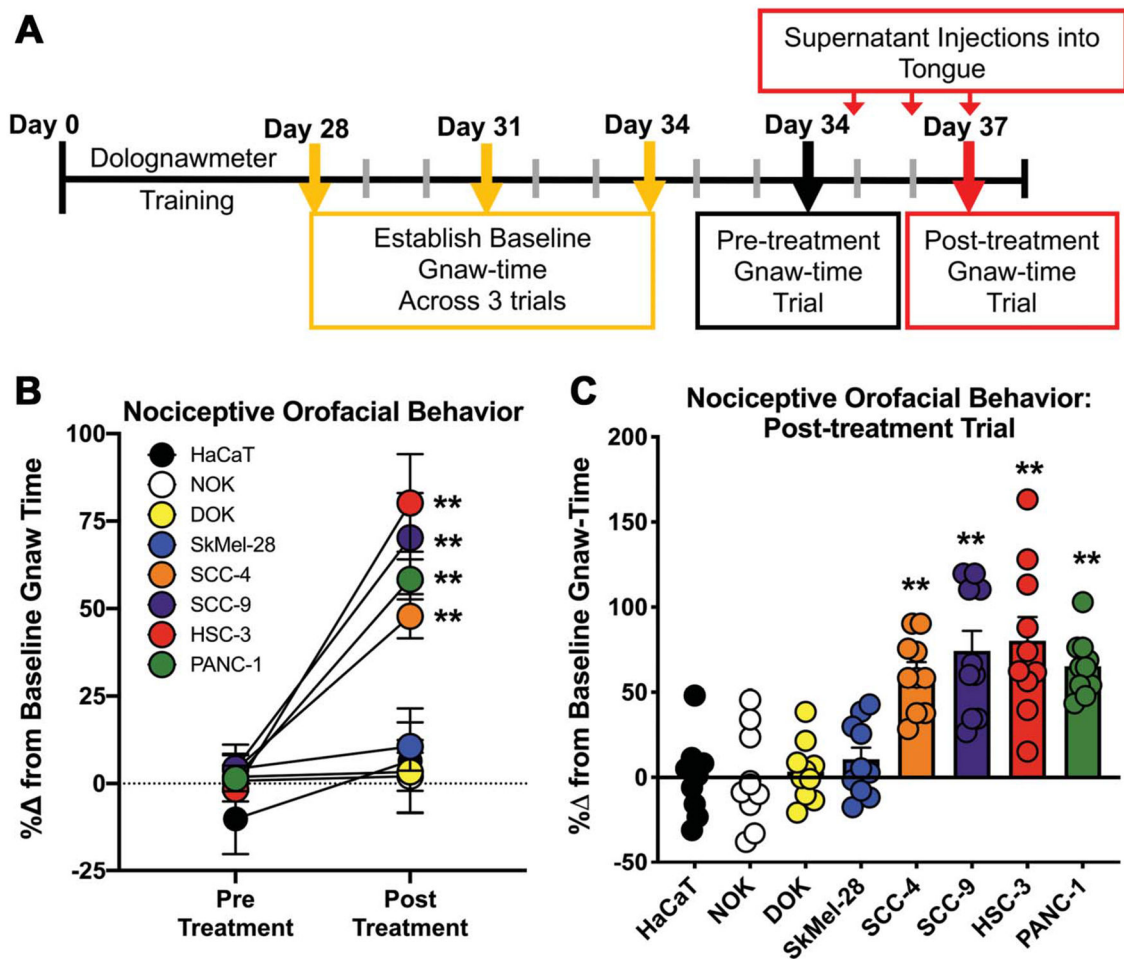 A
Supernatant Injections into
Tongue
Day 0
Day 28
Day 31
Day 34
Day 34
Day 37
Dolognawmeter
Training
Establish Baseline
Gnaw-time
Across 3 trials
Pre-treatment
Gnaw-time
Trial
Post-treatment
Gnaw-time
Trial
B
Nociceptive Orofacial Behavior
%Δ from Baseline Gnaw Time
100
75
50
25
0
-25
HaCaT
NOK
DOK
SkMel-28
SCC-4
SCC-9
HSC-3
PANC-1
**
**
**
**
Pre
Treatment
Post
Treatment
C
Nociceptive Orofacial Behavior:
Post-treatment Trial
%Δ from Baseline Gnaw-Time
200
150
100
50
0
-50
**
**
**
**
HaCaT
NOK
DOK
SkMel-28
SCC-4
SCC-9
HSC-3
PANC-1